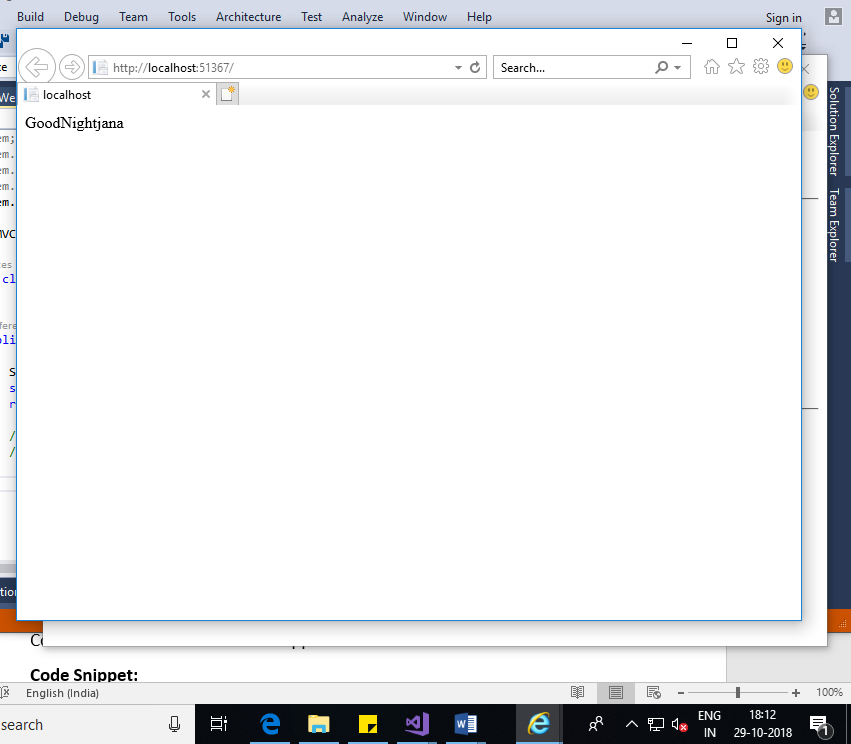 Build Debug Team Tools Architecture Test Analyze Window Help Sign in
http://localhost:51367/
Search...
localhost
GoodNightjana
Solution Explorer
Team Explorer
Code Snippet:
English (India)
100%
search
ENG
IN
18:12
29-10-2018
1